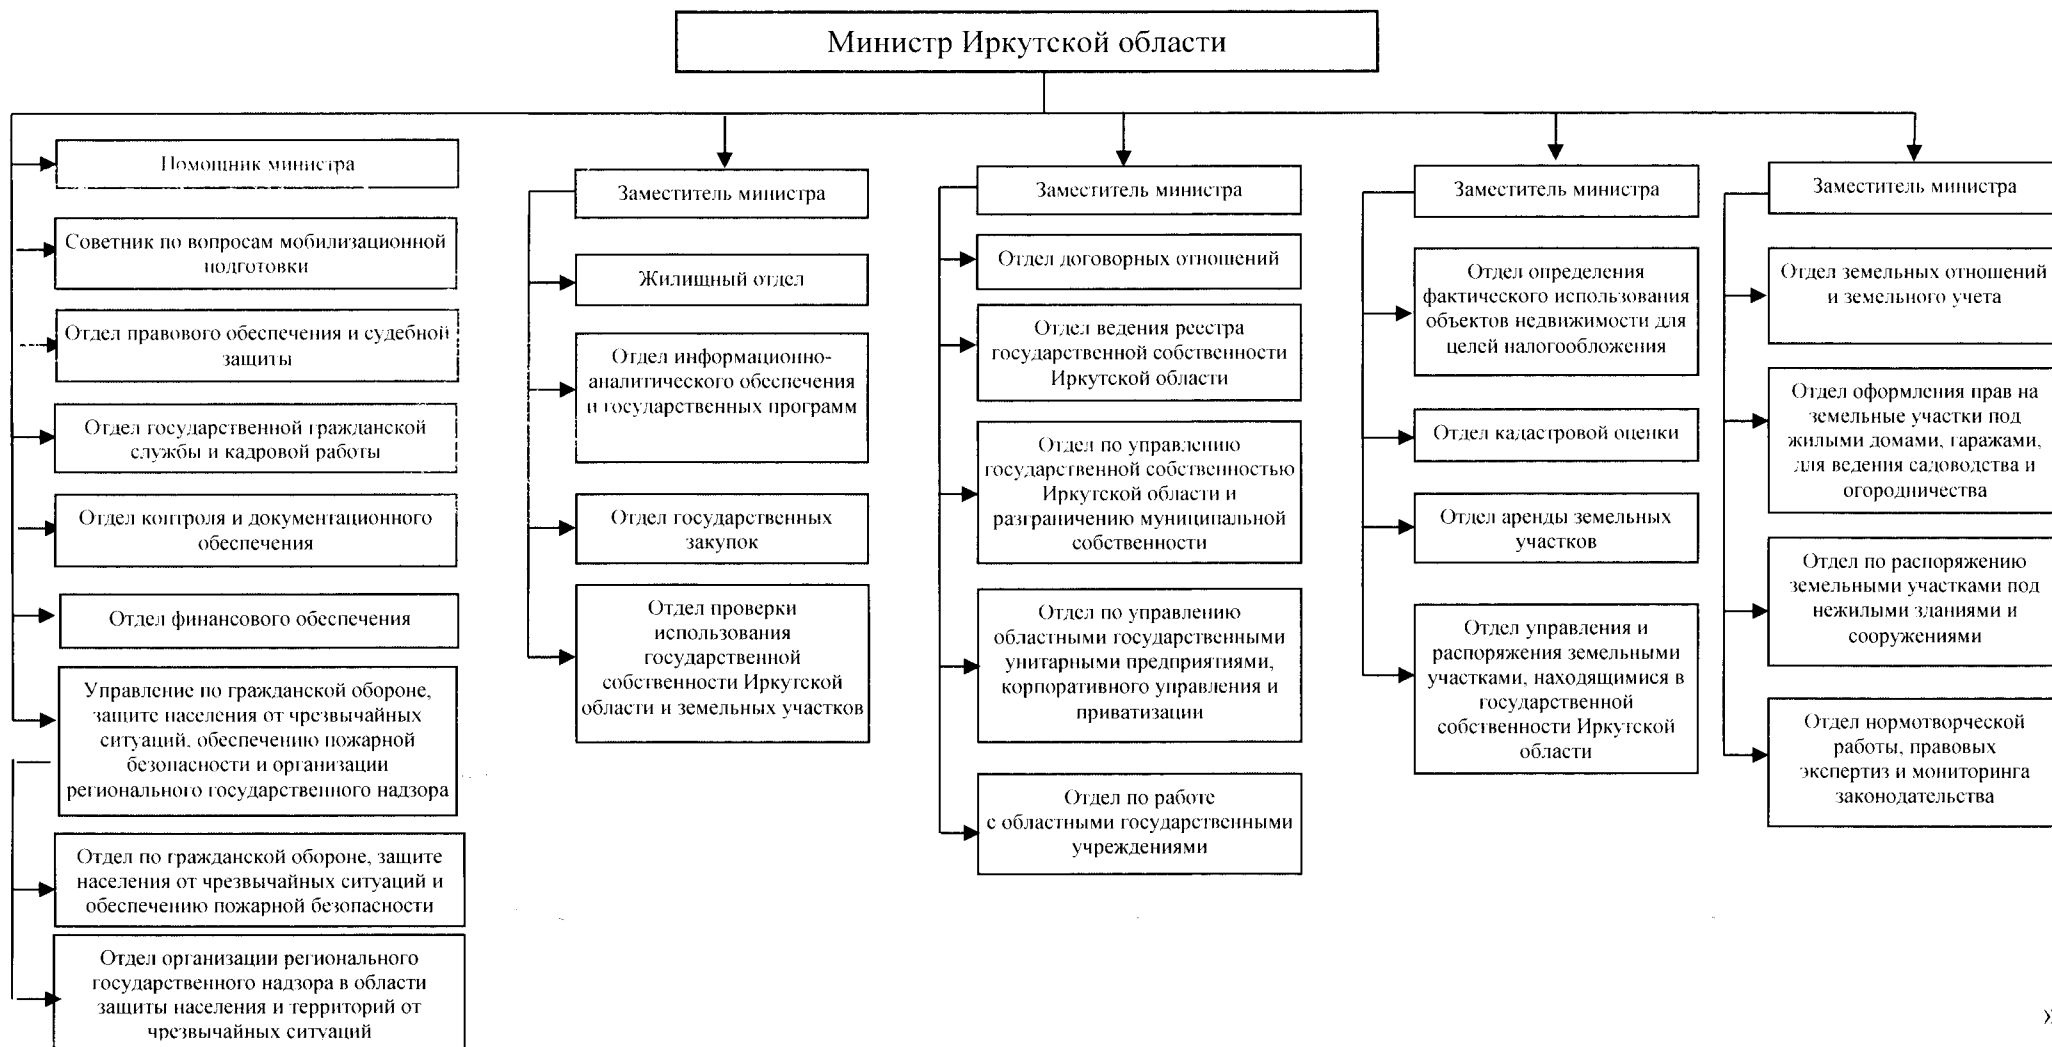 Министр Иркутской области
Помощник министра
Советник по вопросам мобилизационной
подготовки
Отдел правового обеспечения и судебной
защиты
Отдел государственной гражданской
службы и кадровой работы
Отдел контроля и документационного
обеспечения
Отдел финансового обеспечения
Управление по гражданской обороне,
защите населения от чрезвычайных
ситуаций, обеспечению пожарной
безопасности и организации
регионального государственного надзора
Отдел по гражданской обороне, защите
населения от чрезвычайных ситуаций и
обеспечению пожарной безопасности
Отдел организации регионального
государственного надзора в области
защиты населения и территорий от
чрезвычайных ситуаций
Заместитель министра
Жилищный отдел
Отдел информационно-
аналитического обеспечения
и государственных программ
Отдел государственных
закупок
Отдел проверки
использования
государственной
собственности Иркутской
области и земельных участков
Заместитель министра
Отдел договорных отношений
Отдел ведения реестра
государственной собственности
Иркутской области
Отдел по управлению
государственной собственностью
Иркутской области и
разграничению муниципальной
собственности
Отдел по управлению
областными государственными
унитарными предприятиями,
корпоративного управления и
приватизации
Отдел по работе
с областными государственными
учреждениями
Заместитель министра
Отдел определения
фактического использования
объектов недвижимости для
целей налогообложения
Отдел кадастровой оценки
Отдел аренды земельных
участков
Отдел управления и
распоряжения земельными
участками, находящимися в
государственной
собственности Иркутской
области
Заместитель министра
Отдел земельных отношений
и земельного учета
Отдел оформления прав на
земельные участки под
жилыми домами, гаражами,
для ведения садоводства и
огородничества
Отдел по распоряжению
земельными участками под
нежилыми зданиями и
сооружениями
Отдел нормотворческой
работы, правовых
экспертиз и мониторинга
законодательства
»